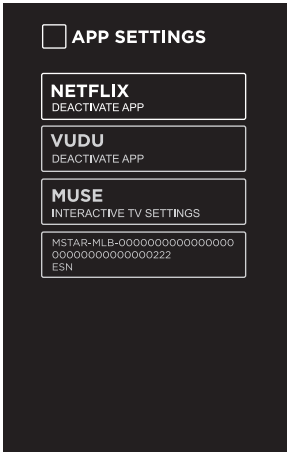 APP SETTINGS
NETFLIX
DEACTIVATE APP
VUDU
DEACTIVATE APP
MUSE
INTERACTIVE TV SETTINGS
MSTAR-MLB-0000000000000000
00000000000000222
ESN